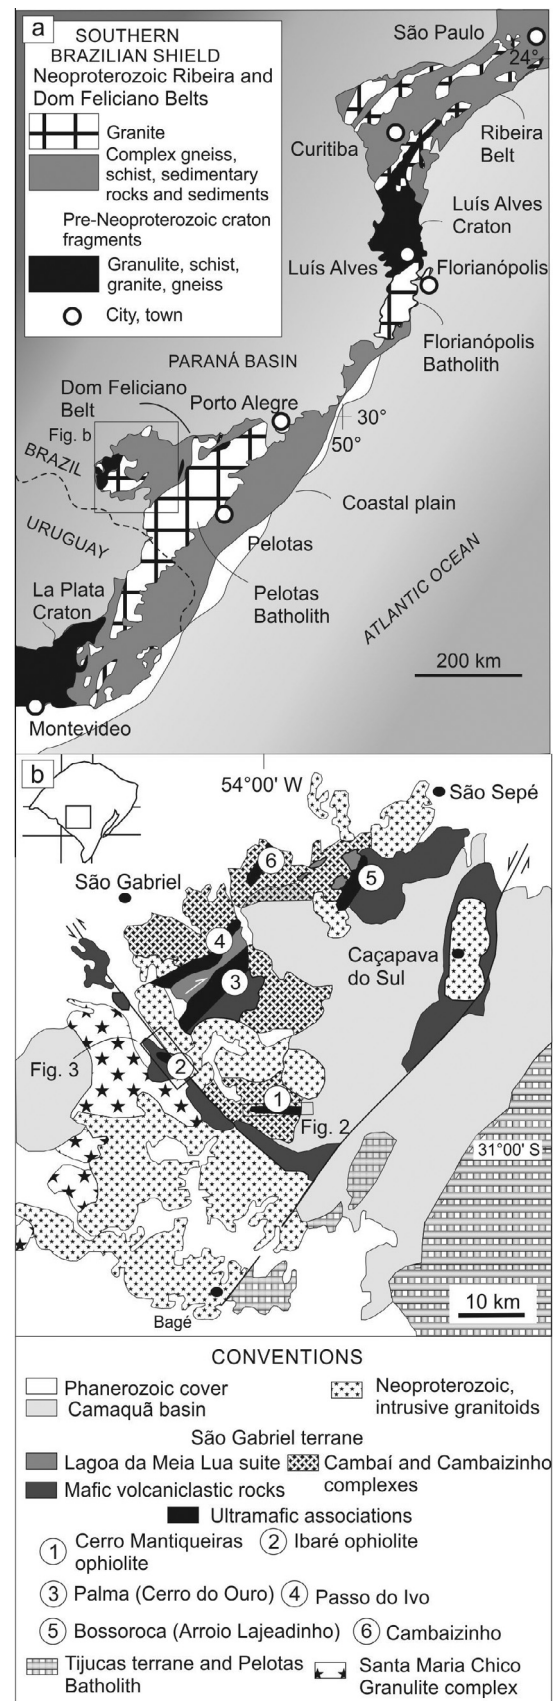 a
SOUTHERN
BRAZILIAN SHIELD
Neoproterozoic Ribeira and
Dom Feliciano Belts
Granite
Complex gneiss,
schist, sedimentary
rocks and sediments
Pre-Neoproterozoic craton
fragments
Granulite, schist,
granite, gneiss
City, town
São Paulo
24°
Curitiba
Ribeira
Belt
Luís Alves
Craton
Luís Alves
Florianópolis
Florianópolis
Batholith
PARANÁ BASIN
Dom Feliciano
Belt
Porto Alegre
30°
50°
Fig. b
BRAZIL
URUGUAY
Coastal plain
Pelotas
Pelotas
Batholith
La Plata
Craton
ATLANTIC OCEAN
200 km
Montevideo
b
54°00' W
São Sepé
6
5
São Gabriel
4
3
Caçapava
do Sul
Fig. 3
2
1
Fig. 2
31°00' S
Bagé
10 km
CONVENTIONS
Phanerozoic cover
Camaquã basin
Neoproterozoic,
intrusive granitoids
São Gabriel terrane
Lagoa da Meia Lua suite
Cambaí and Cambaizinho
complexes
Mafic volcaniclastic rocks
Ultramafic associations
1 Cerro Mantiqueiras
ophiolite
2 Ibaré ophiolite
3 Palma (Cerro do Ouro)
4 Passo do Ivo
5 Bossoroca (Arroio Lajeadinho)
6 Cambaizinho
Tijucas terrane and Pelotas
Batholith
Santa Maria Chico
Granulite complex